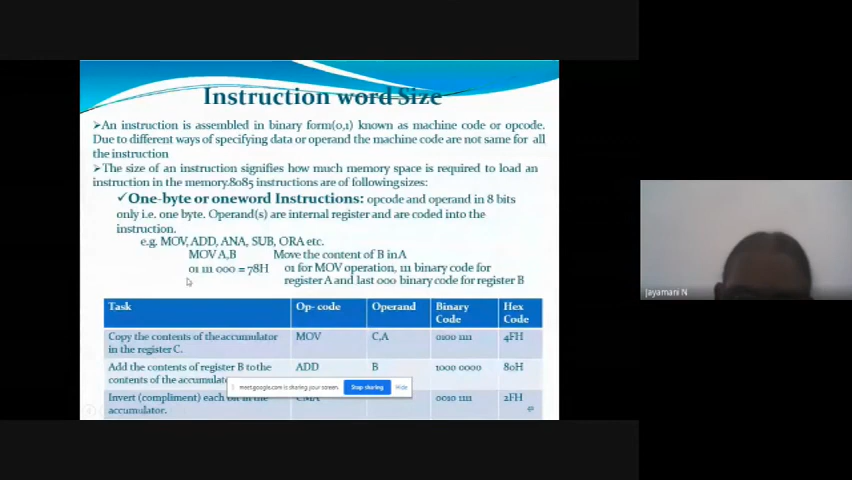 Instruction word Size
➢An instruction is assembled in binary form(0,1) known as machine code or opcode.
Due to different ways of specifying data or operand the machine code are not same for all
the instruction
➢The size of an instruction signifies how much memory space is required to load an
instruction in the memory.8085 instructions are of followingsizes:
✓One-byte or oneword Instructions: opcode and operand in 8 bits
only i.e. one byte. Operand(s) are internal register and are coded into the
instruction.
e.g. MOV, ADD, ANA, SUB, ORA etc.
MOV A,B Move the content of B in A
01 111 000 = 78H 01 for MOV operation, 111 binary code for
register A and last 000 binary code for register B
Task Op- code Operand Binary Code Hex Code
Copy the contents of the accumulator
in the register C. MOV C,A 0100 1111 4FH
Add the contents of register B to the
contents of the ADD B 1000 0000 80H
meet.google.com is sharing your screen. Stop sharing Hide
Invert (compliment) each in the
accumulator. CMA 0010 1111 2FH
Jayamani N